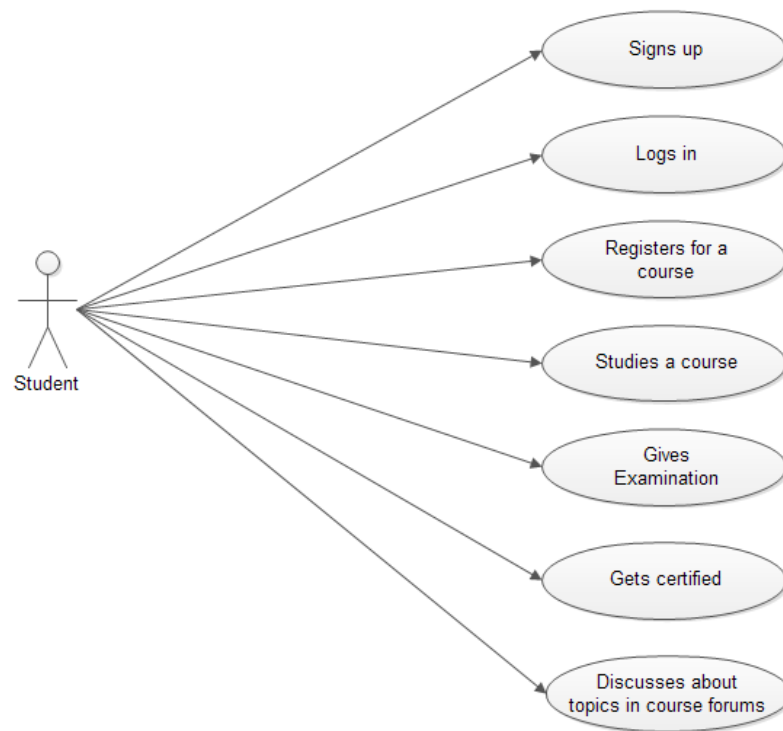 Signs up
Logs in
Registers for a
course
Student
Studies a course
Gives
Examination
Gets certified
Discusses about
topics in course forums